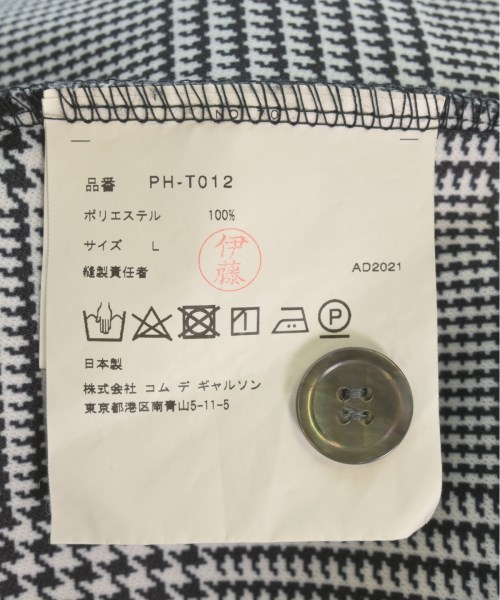 NO 70
品番 PH-T012
ポリエステル 100%
サイズ L
伊藤
縫製責任者
AD2021
P
日本製
株式会社 コム デ ギャルソン
東京都港区南青山5-11-5